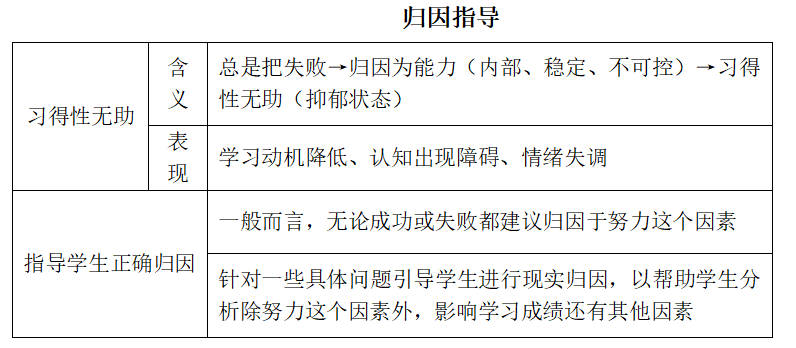 归因指导
习得性无助
含
义
总是把失败→归因为能力（内部、稳定、不可控）→习得
性无助（抑郁状态）
表
现
学习动机降低、认知出现障碍、情绪失调
指导学生正确归因
一般而言，无论成功或失败都建议归因于努力这个因素
针对一些具体问题引导学生进行现实归因，以帮助学生分
析除努力这个因素外，影响学习成绩还有其他因素